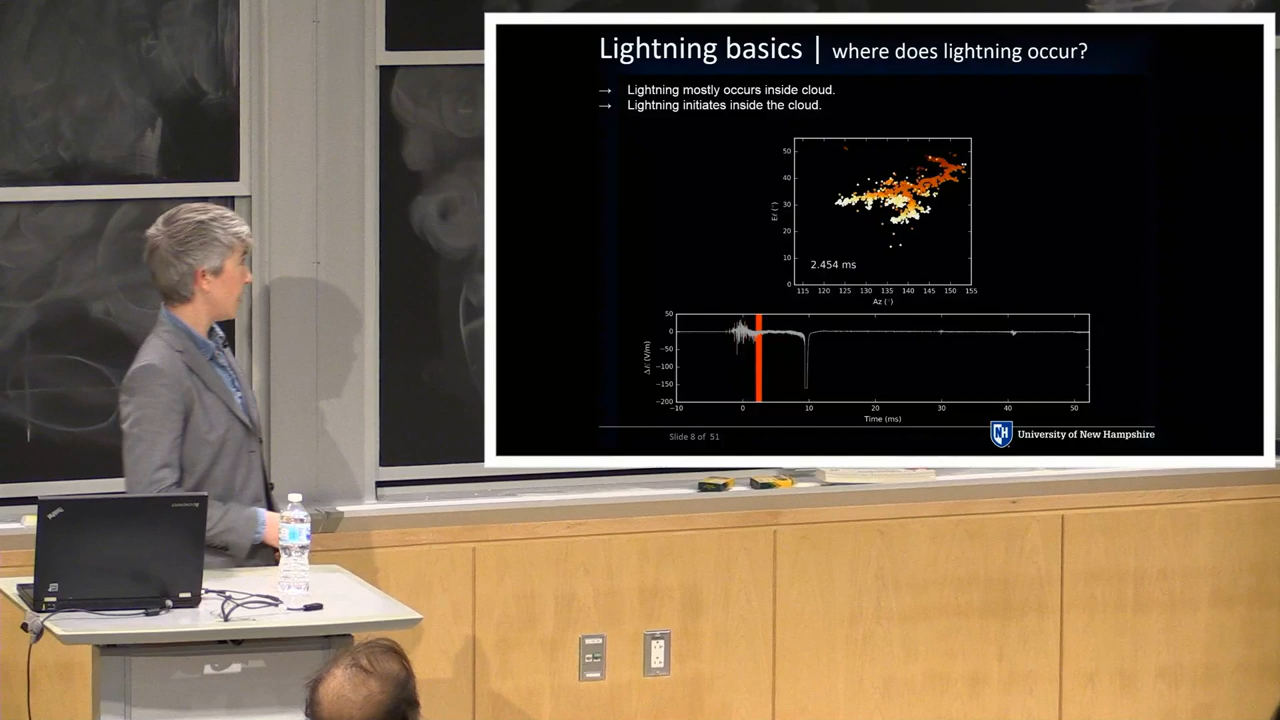 Lightning basics | where does lightning occur?
→ Lightning mostly occurs inside cloud.
→ Lightning initiates inside the cloud.
50
40
30
20
10
0
El (°)
2.454 ms
115 120 125 130 135 140 145 150 155
Az (°)
50
0
−50
−100
−150
−200
ΔE (V/m)
−10 0 10 20 30 40 50
Time (ms)
Slide 8 of 51
NH University of New Hampshire
ThinkPad